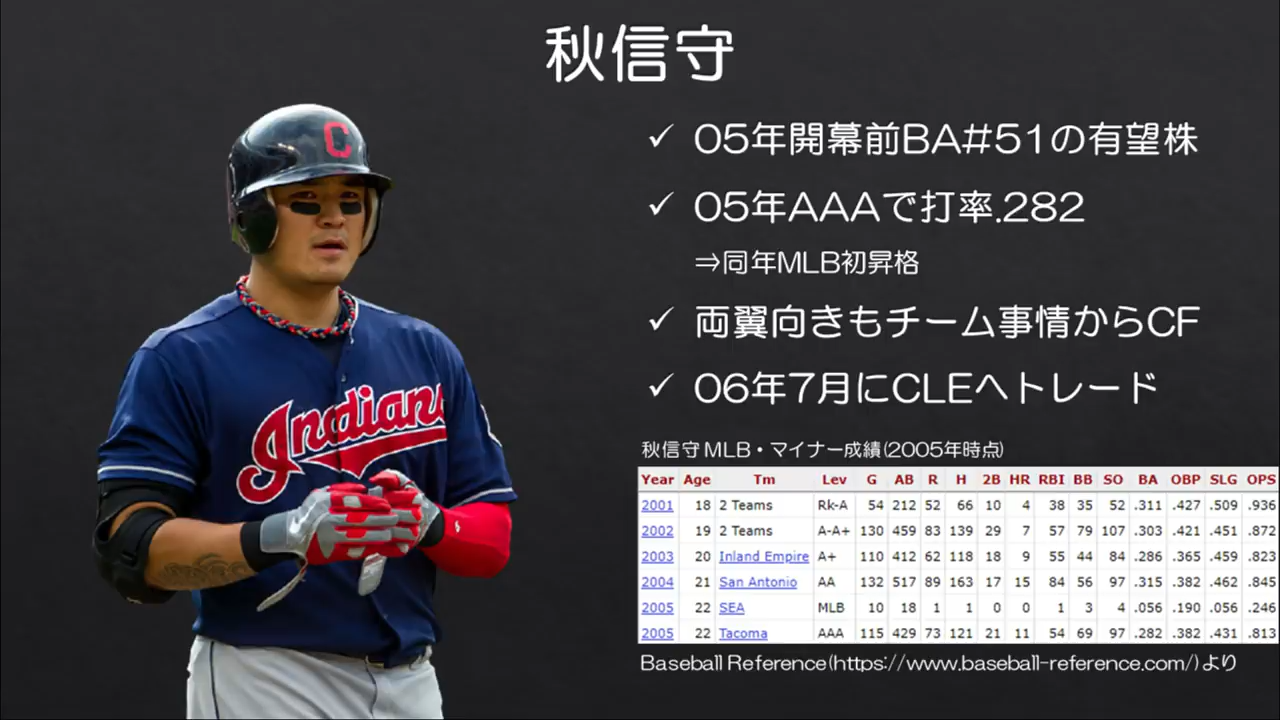 秋信守
✓ 05年開幕前BA#51の有望株
✓ 05年AAAで打率.282
⇒同年MLB初昇格
✓ 両翼向きもチーム事情からCF
✓ 06年7月にCLEへトレード
秋信守MLB・マイナー成績(2005年時点)
Year Age Tm Lev G AB R H 2B HR RBI BB SO BA OBP SLG OPS
2001 18 2 Teams Rk-A 54 212 52 66 10 4 38 35 52 .311 .427 .509 .936
2002 19 2 Teams A-A+ 130 459 83 139 29 7 57 79 107 .303 .421 .451 .872
2003 20 Inland Empire A+ 110 412 62 118 18 9 55 44 84 .286 .365 .459 .823
2004 21 San Antonio AA 132 517 89 163 17 15 84 56 97 .315 .382 .462 .845
2005 22 SEA MLB 10 18 1 1 0 0 1 3 4 .056 .190 .056 .246
2005 22 Tacoma AAA 115 429 73 121 21 11 54 69 97 .282 .382 .431 .813
Baseball Reference(https://www.baseball-reference.com/)より
C
Indians